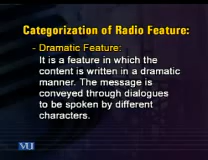 Categorization of Radio Feature:
- Dramatic Feature:
It is a feature in which the
content is written in a dramatic
manner. The message is
conveyed through dialogues
to be spoken by different
characters.
VU